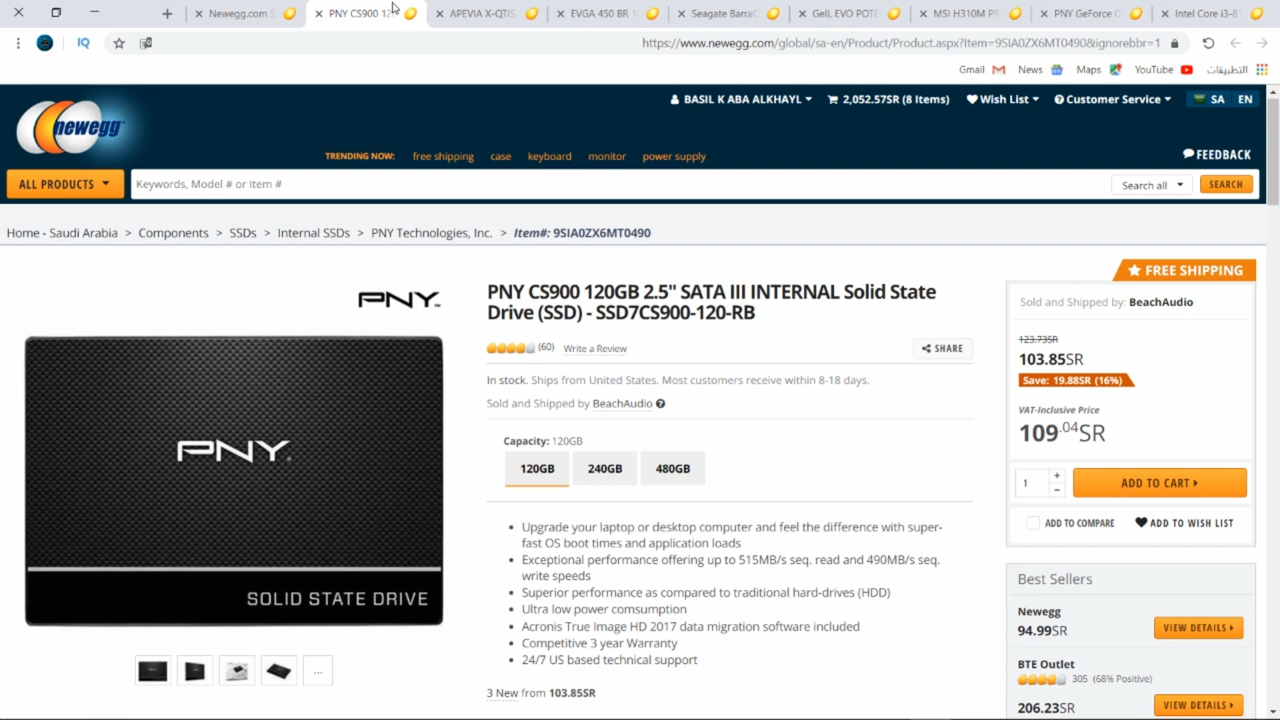 Newegg.com S
PNY CS900 12
APEVIA X-QTIS
EVGA 450 BR 1
Seagate BarraC
GeIL EVO POTE
MSI H310M PR
PNY GeForce G
Intel Core i3-8
IQ
https://www.newegg.com/global/sa-en/Product/Product.aspx?Item=9SIA0ZX6MT0490&ignorebbr=1
Gmail
News
Maps
YouTube
التطبيقات
newegg
BASIL K ABA ALKHAYL
2,052.57SR (8 Items)
Wish List
Customer Service
SA
EN
TRENDING NOW: free shipping case keyboard monitor power supply
FEEDBACK
ALL PRODUCTS
Keywords, Model # or Item #
Search all
SEARCH
Home - Saudi Arabia > Components > SSDs > Internal SSDs > PNY Technologies, Inc. > Item#: 9SIA0ZX6MT0490
PNY
PNY
SOLID STATE DRIVE
...
PNY CS900 120GB 2.5" SATA III INTERNAL Solid State
Drive (SSD) - SSD7CS900-120-RB
(60) Write a Review
SHARE
In stock. Ships from United States. Most customers receive within 8-18 days.
Sold and Shipped by BeachAudio
Capacity: 120GB
120GB
240GB
480GB
• Upgrade your laptop or desktop computer and feel the difference with super-
fast OS boot times and application loads
• Exceptional performance offering up to 515MB/s seq. read and 490MB/s seq.
write speeds
• Superior performance as compared to traditional hard-drives (HDD)
• Ultra low power comsumption
• Acronis True Image HD 2017 data migration software included
• Competitive 3 year Warranty
• 24/7 US based technical support
3 New from 103.85SR
FREE SHIPPING
Sold and Shipped by: BeachAudio
123.73SR
103.85SR
Save: 19.88SR (16%)
VAT-Inclusive Price
109.04SR
1
+
-
ADD TO CART
ADD TO COMPARE
ADD TO WISH LIST
Best Sellers
Newegg
94.99SR
VIEW DETAILS
BTE Outlet
305 (68% Positive)
206.23SR
VIEW DETAILS